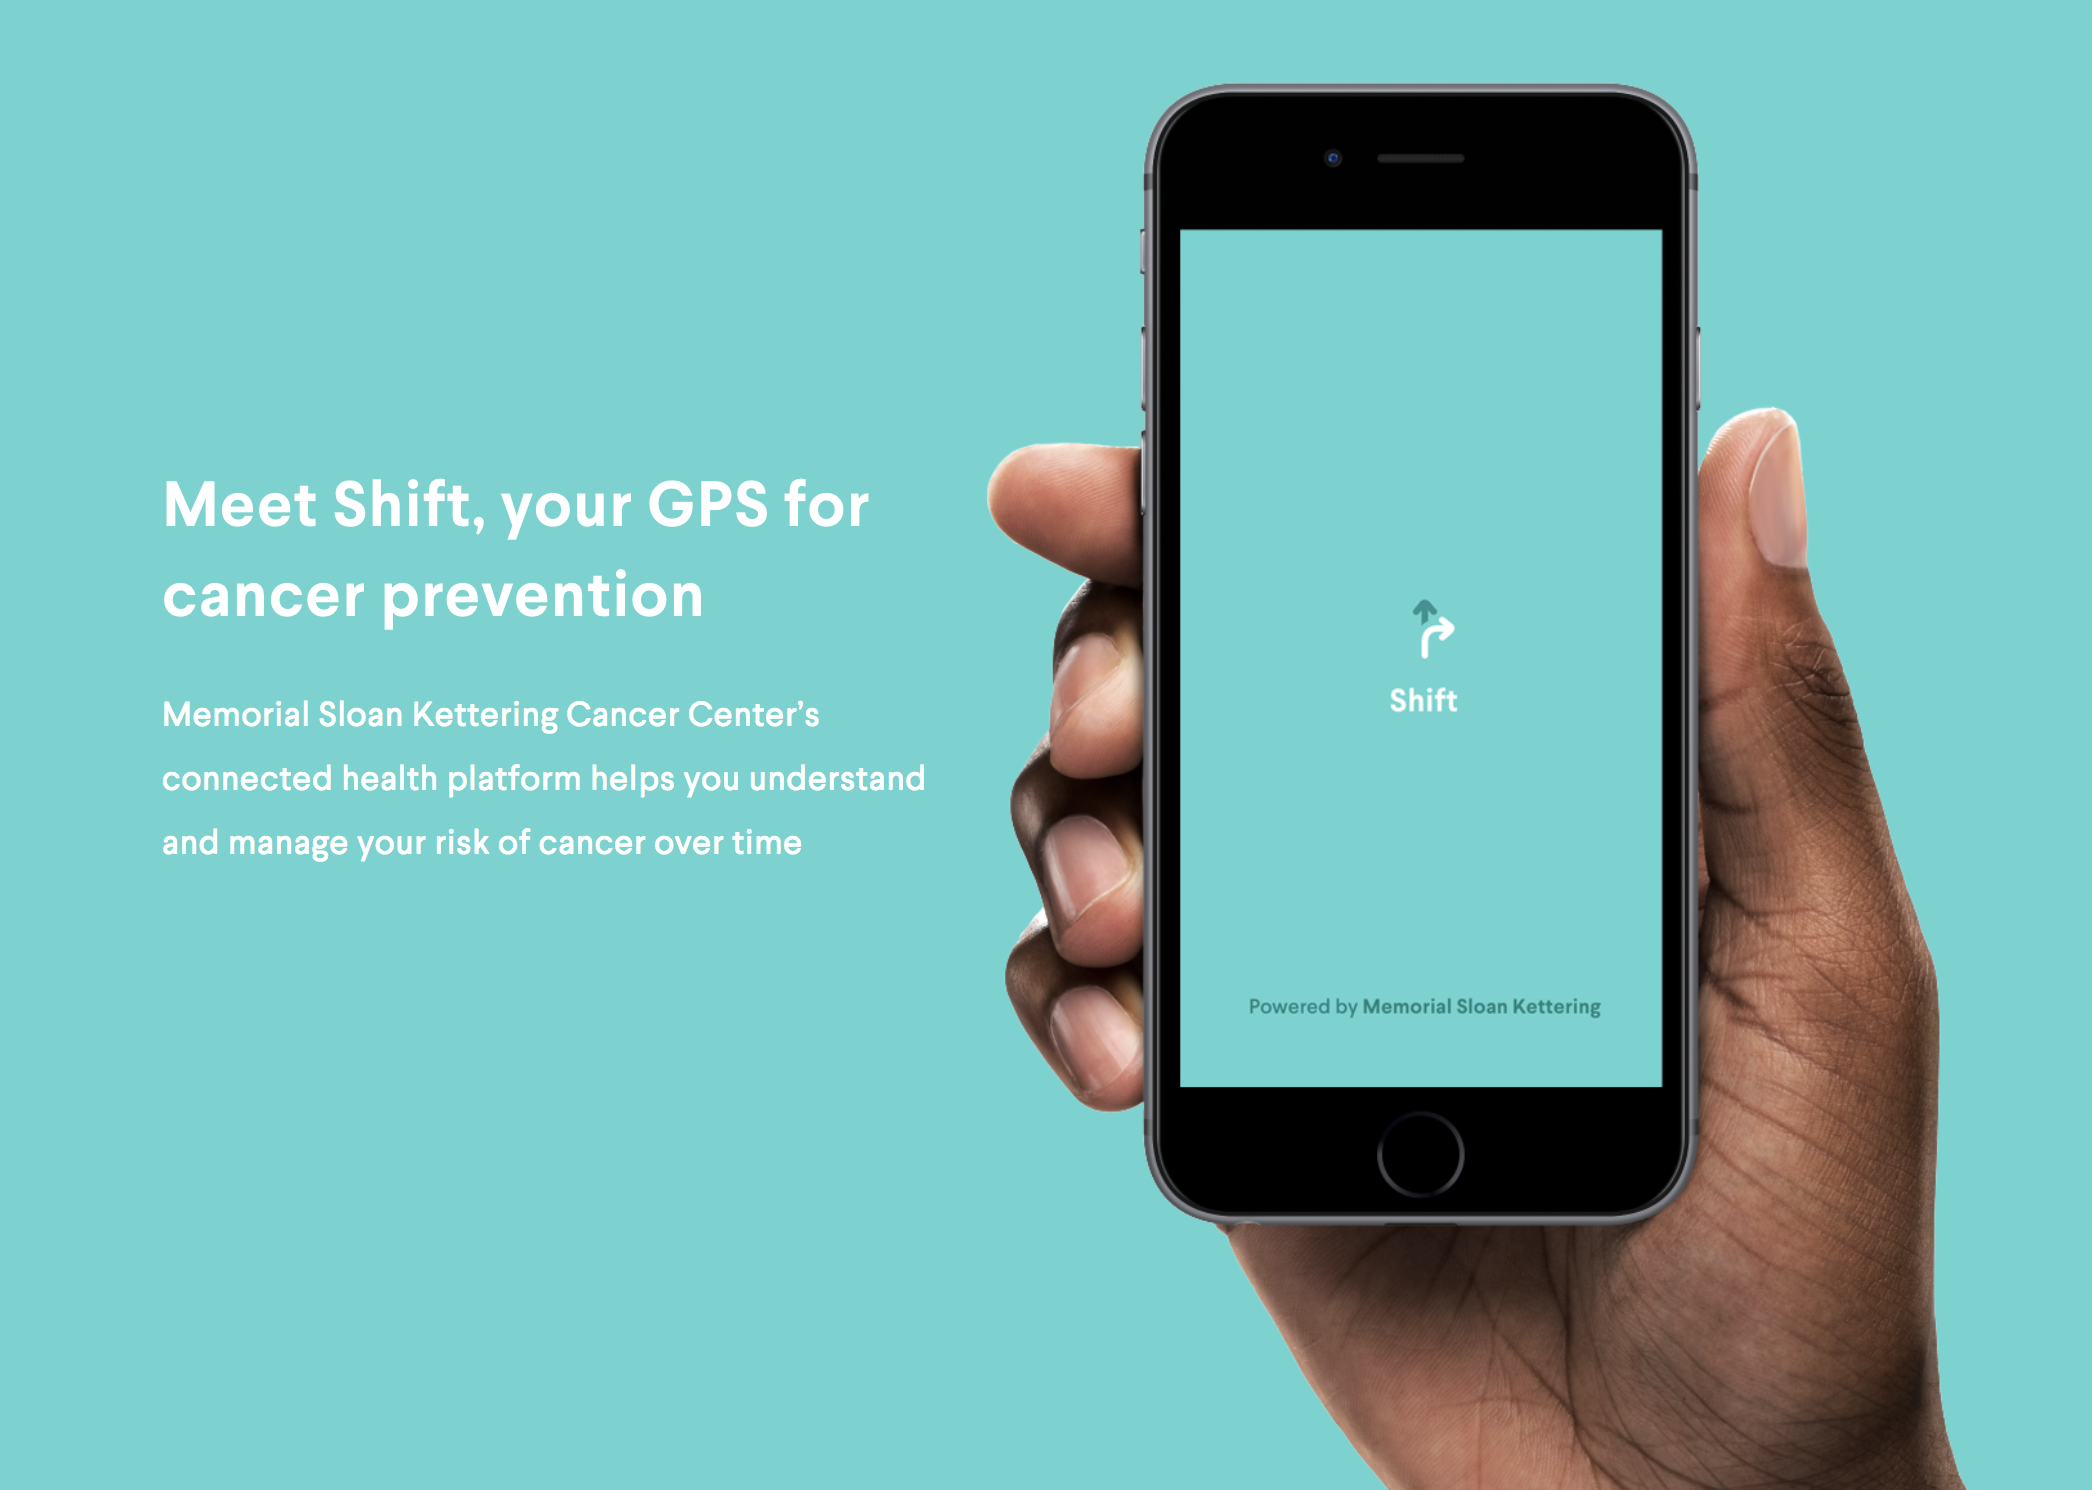 Meet Shift, your GPS for
cancer prevention
Memorial Sloan Kettering Cancer Center’s
connected health platform helps you understand
and manage your risk of cancer over time
Shift
Powered by Memorial Sloan Kettering